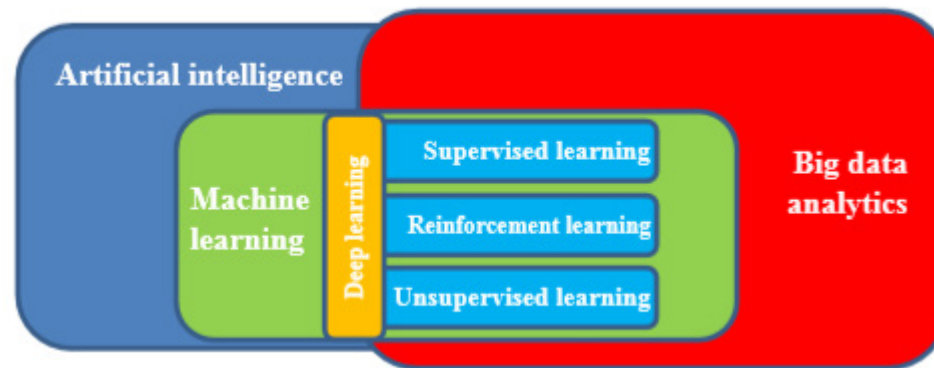 Artificial intelligence
Machine
learning
Deep learning
Supervised learning
Reinforcement learning
Unsupervised learning
Big data
analytics